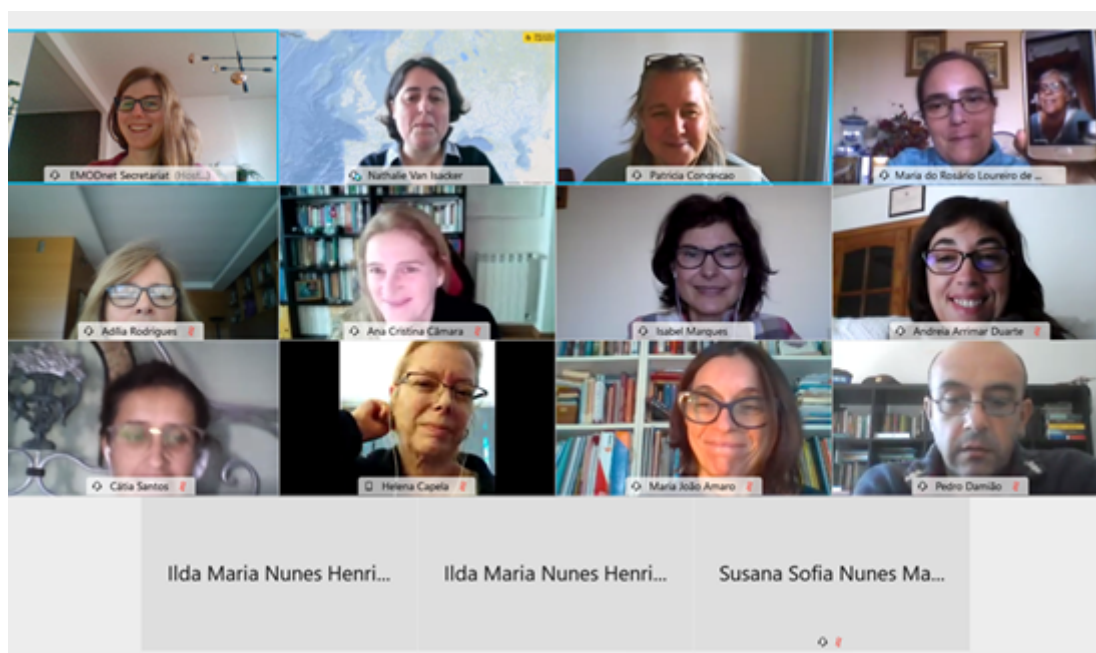 EMODnet Secretariat (Host...)
Nathalie Van Isacker
Patricia Conceicao
Maria do Rosário Loureiro de ...
Adília Rodrigues
Ana Cristina Câmara
Isabel Marques
Andreia Arrimar Duarte
Cátia Santos
Helena Capela
Maria João Amaro
Pedro Damião
Ilda Maria Nunes Henri...
Ilda Maria Nunes Henri...
Susana Sofia Nunes Ma...